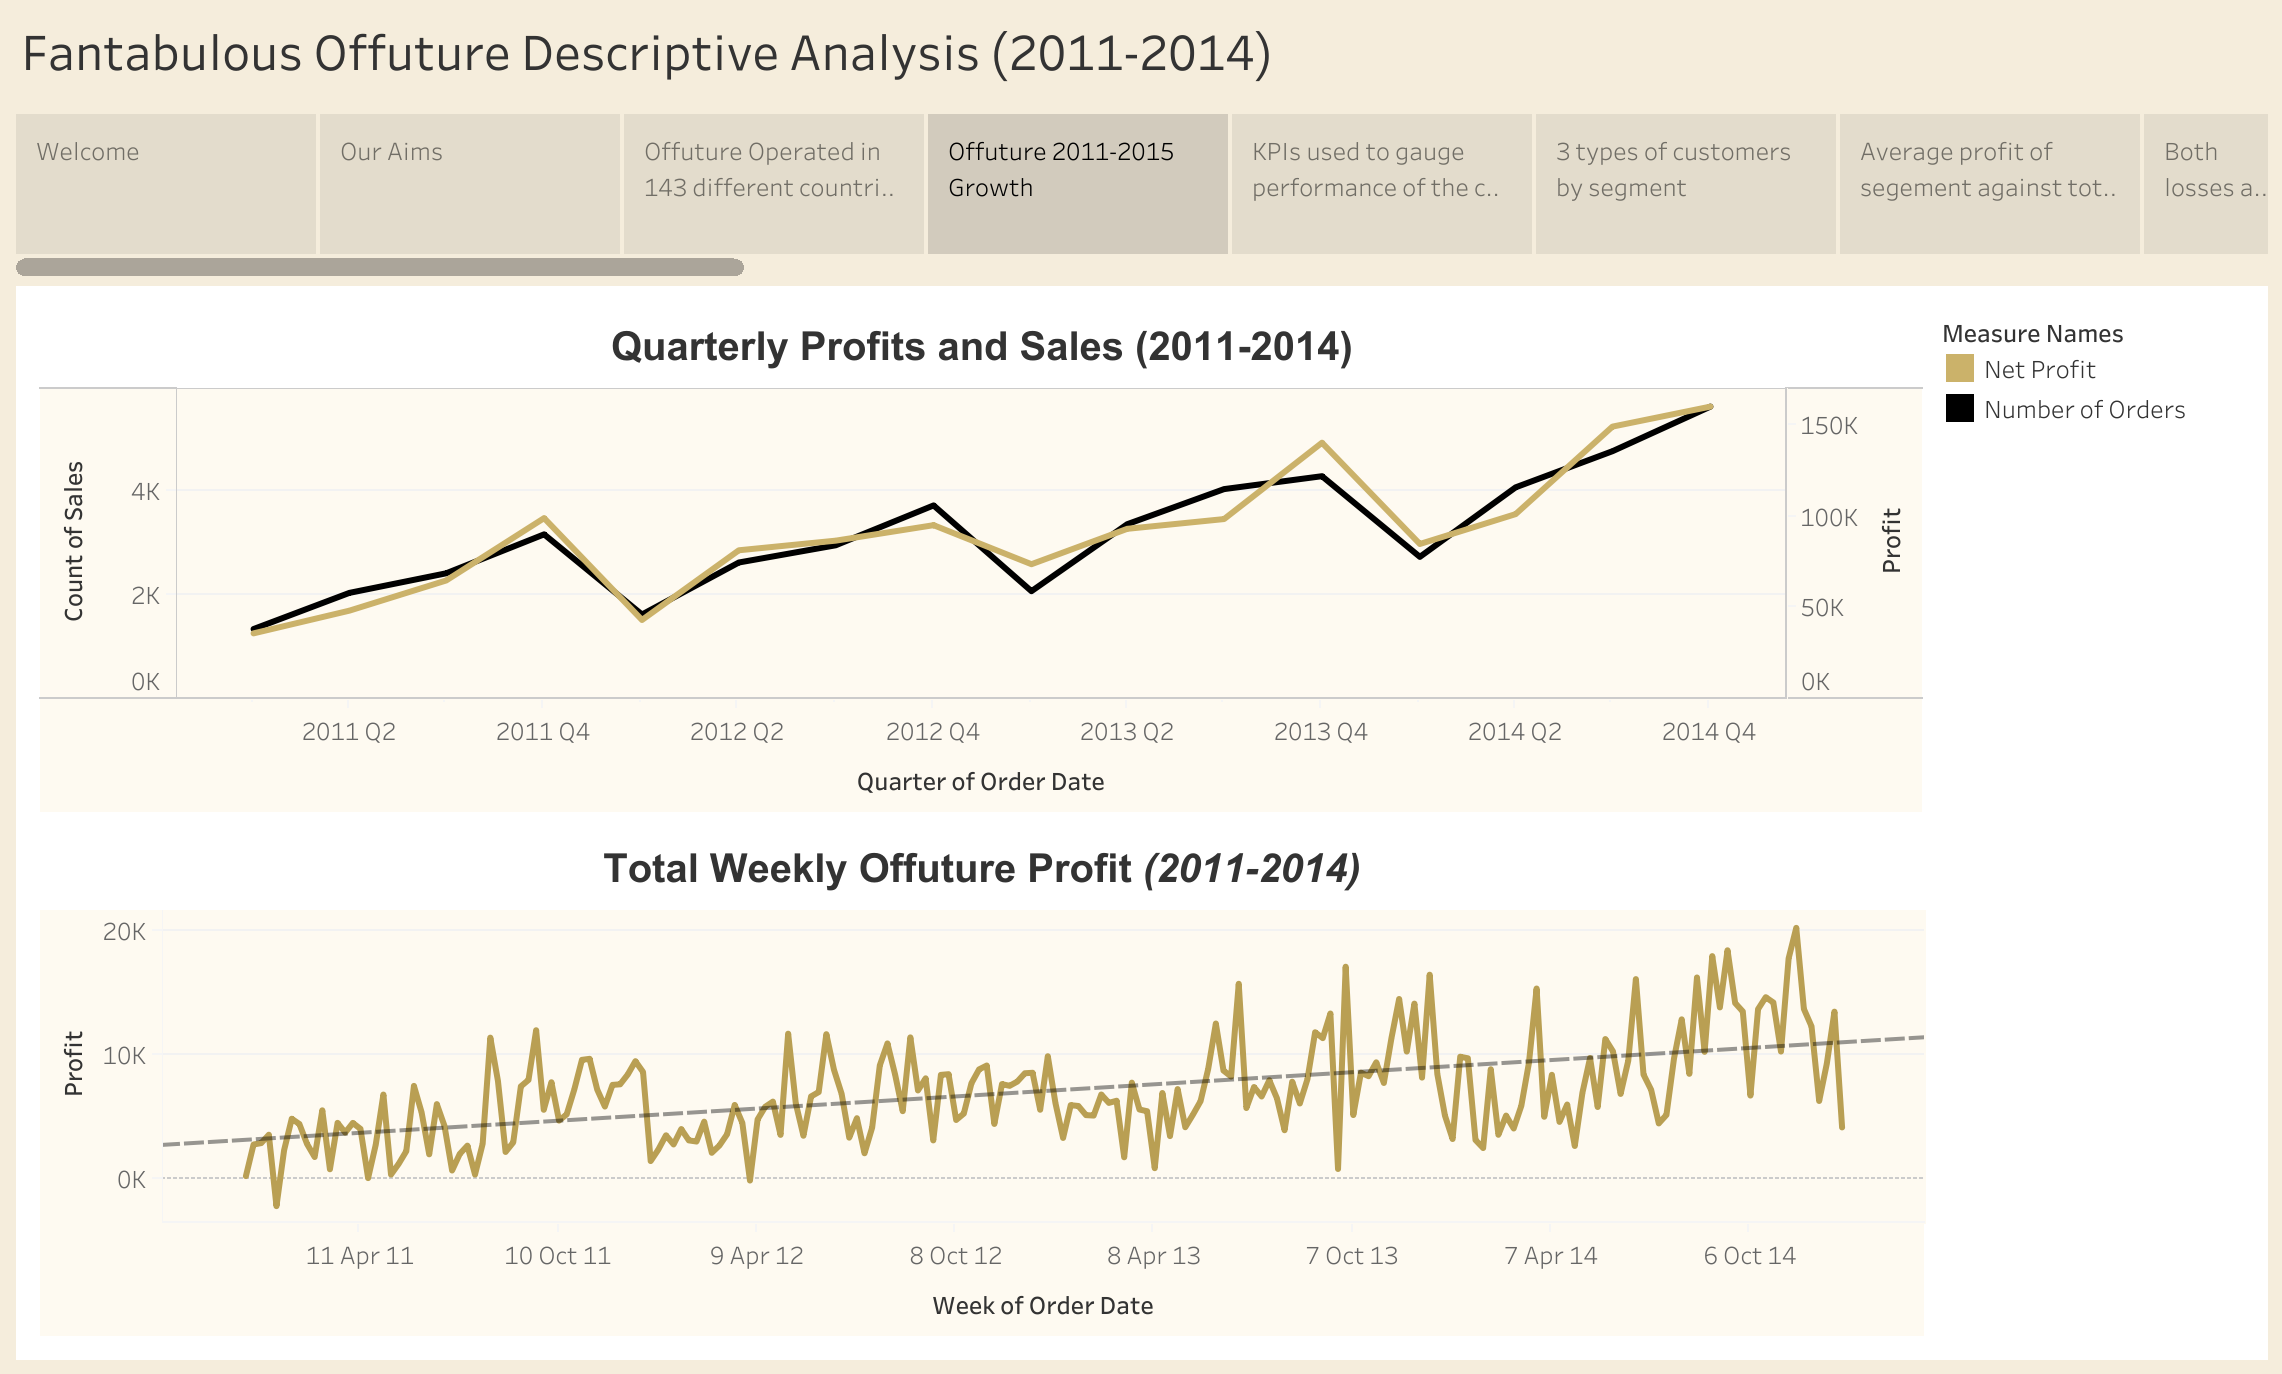 Fantabulous Offuture Descriptive Analysis (2011-2014)
Welcome
Our Aims
Offuture Operated in
143 different countri..
Offuture 2011-2015
Growth
KPIs used to gauge
performance of the c..
3 types of customers
by segment
Average profit of
segement against tot..
Both
losses a..
Quarterly Profits and Sales (2011-2014)
Measure Names
Net Profit
Number of Orders
Count of Sales
4K
2K
0K
150K
100K
50K
0K
Profit
2011 Q2
2011 Q4
2012 Q2
2012 Q4
2013 Q2
2013 Q4
2014 Q2
2014 Q4
Quarter of Order Date
Total Weekly Offuture Profit (2011-2014)
Profit
20K
10K
0K
11 Apr 11
10 Oct 11
9 Apr 12
8 Oct 12
8 Apr 13
7 Oct 13
7 Apr 14
6 Oct 14
Week of Order Date